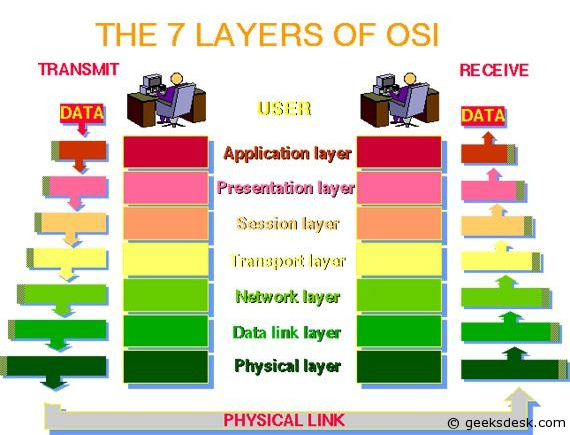 THE 7 LAYERS OF OSI
TRANSMIT
RECEIVE
DATA
USER
DATA
Application layer
Presentation layer
Session layer
Transport layer
Network layer
Data link layer
Physical layer
PHYSICAL LINK
© geeksdesk.com